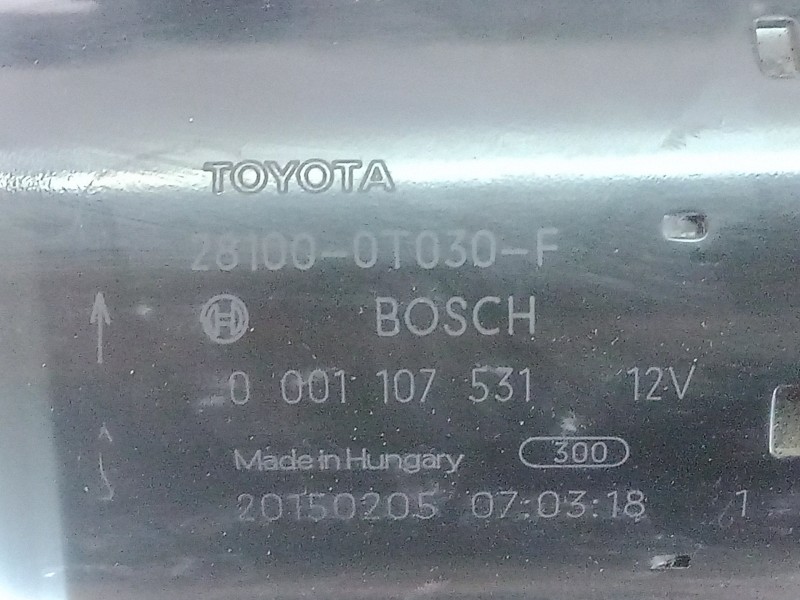 TOYOTA
28100-0T030-F
BOSCH
0 001 107 531 12V
Made in Hungary 300
20150205 07:03:18 1